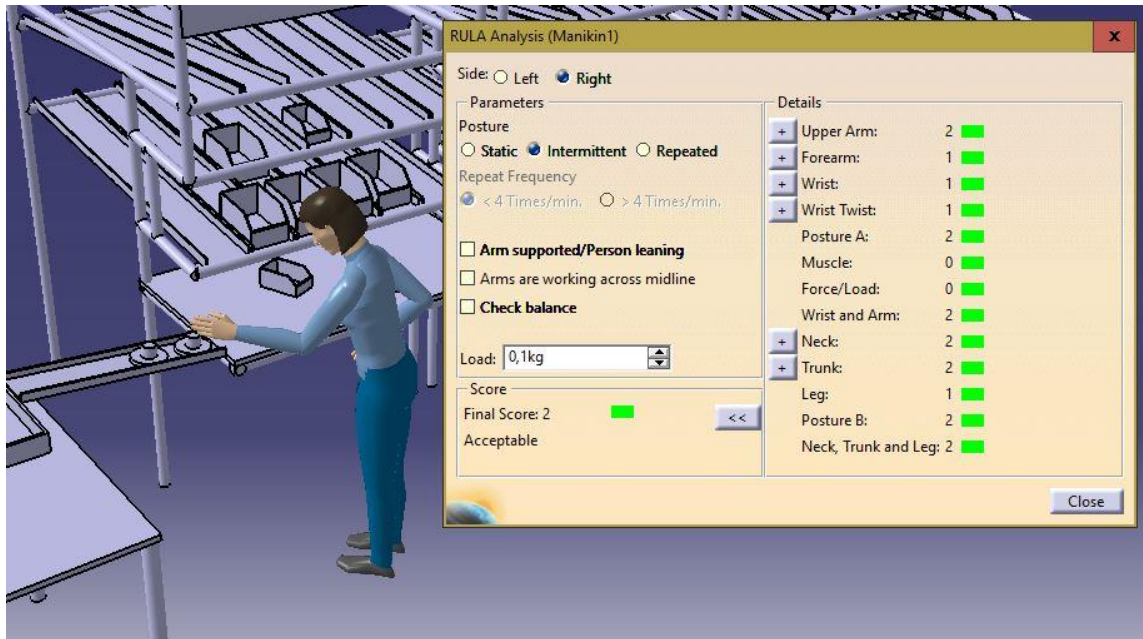 RULA Analysis (Manikin1)
x
Side: Left Right
Parameters
Posture
Static Intermittent Repeated
Repeat Frequency
< 4 Times/min. > 4 Times/min.
Arm supported/Person leaning
Arms are working across midline
Check balance
Load: 0,1kg
Score
Final Score: 2
<<
Acceptable
Details
+ Upper Arm: 2
+ Forearm: 1
+ Wrist: 1
+ Wrist Twist: 1
Posture A: 2
Muscle: 0
Force/Load: 0
Wrist and Arm: 2
+ Neck: 2
+ Trunk: 2
Leg: 1
Posture B: 2
Neck, Trunk and Leg: 2
Close